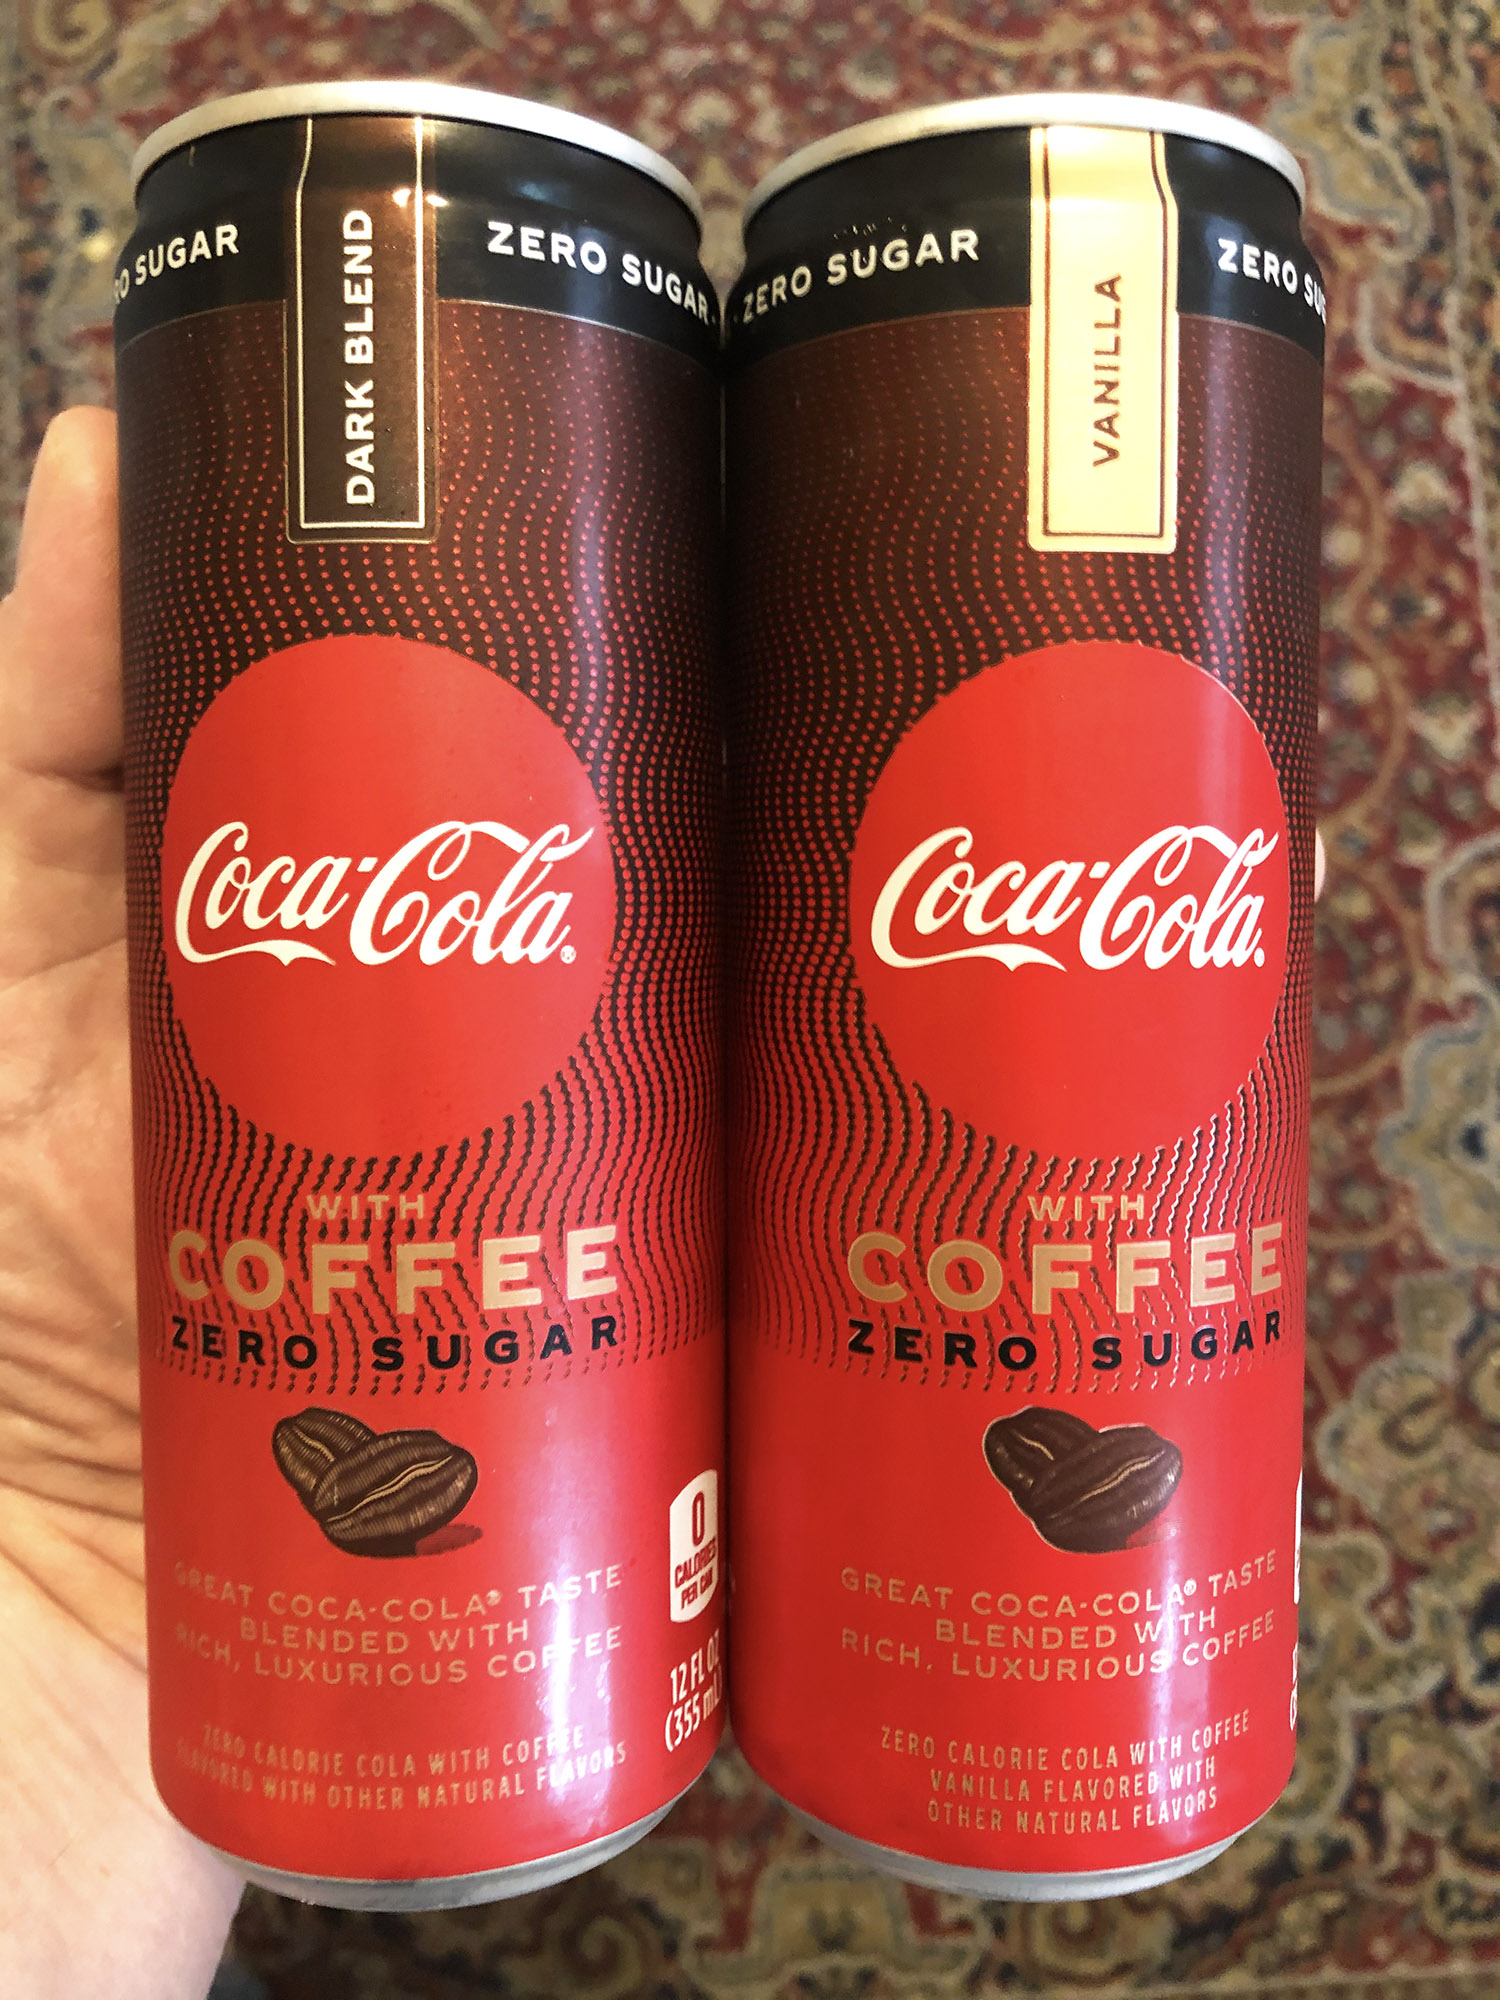 O SUGAR
DARK BLEND
ZERO SUGAR
Coca-Cola®
WITH
COFFEE
ZERO SUGAR
0
CALORIES
PER CAN
GREAT COCA-COLA® TASTE
BLENDED WITH
RICH, LUXURIOUS COFFEE
12 FL OZ
(355 mL)
ZERO CALORIE COLA WITH COFFEE
FLAVORED WITH OTHER NATURAL FLAVORS
ZERO SUGAR
VANILLA
ZERO SU
Coca-Cola
WITH
COFFEE
ZERO SUGAR
GREAT COCA-COLA® TASTE
BLENDED WITH
RICH, LUXURIOUS COFFEE
ZERO CALORIE COLA WITH COFFEE
VANILLA FLAVORED WITH
OTHER NATURAL FLAVORS